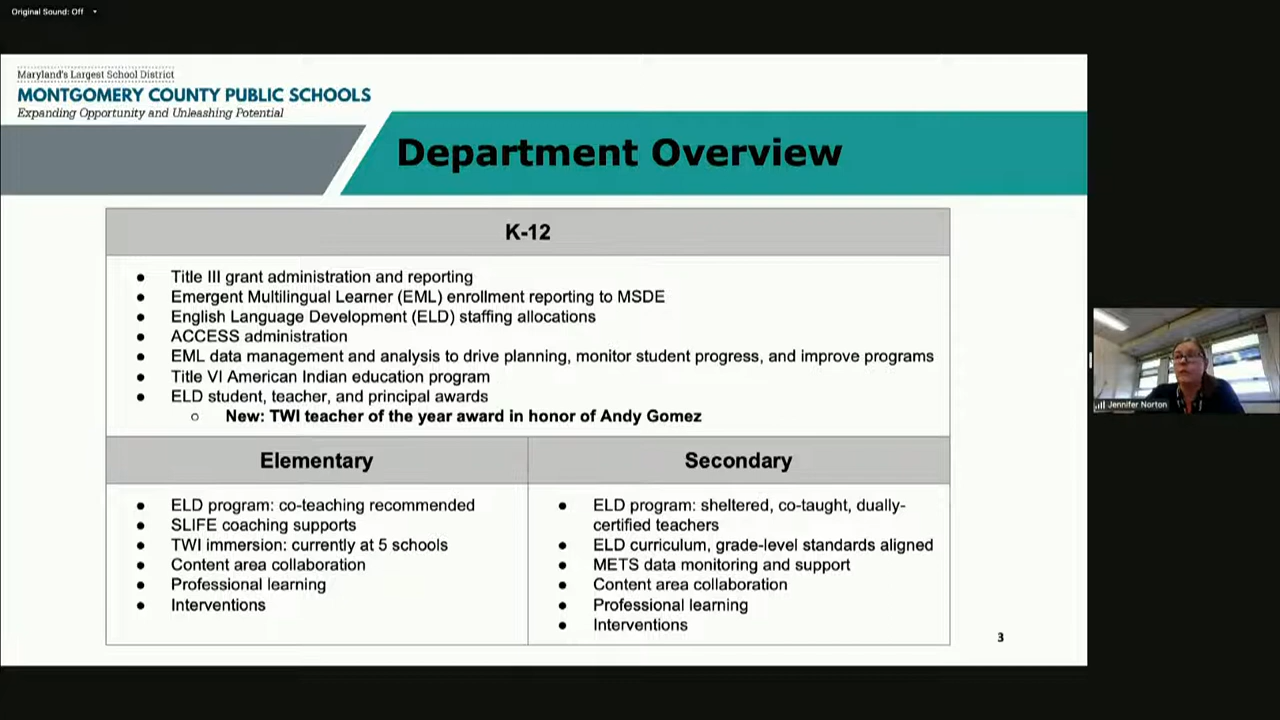 Original Sound: Off
Maryland's Largest School District
MONTGOMERY COUNTY PUBLIC SCHOOLS
Expanding Opportunity and Unleashing Potential
Department Overview
K-12
● Title III grant administration and reporting
● Emergent Multilingual Learner (EML) enrollment reporting to MSDE
● English Language Development (ELD) staffing allocations
● ACCESS administration
● EML data management and analysis to drive planning, monitor student progress, and improve programs
● Title VI American Indian education program
● ELD student, teacher, and principal awards
○ New: TWI teacher of the year award in honor of Andy Gomez
Elementary
● ELD program: co-teaching recommended
● SLIFE coaching supports
● TWI immersion: currently at 5 schools
● Content area collaboration
● Professional learning
● Interventions
Secondary
● ELD program: sheltered, co-taught, dually-
certified teachers
● ELD curriculum, grade-level standards aligned
● METS data monitoring and support
● Content area collaboration
● Professional learning
● Interventions
3
Jennifer Norton